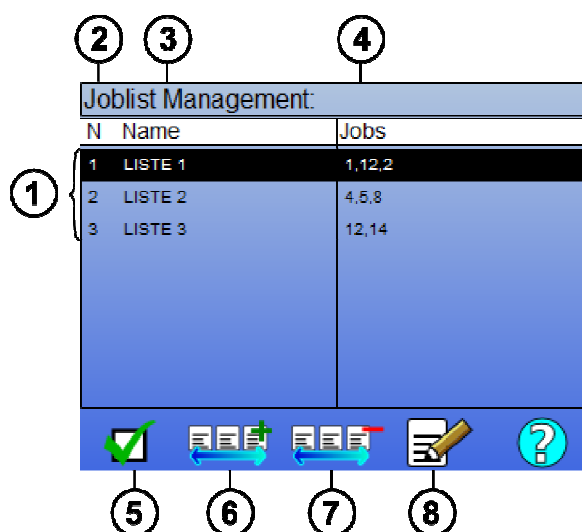 2 3 4
Joblist Management:
N Name Jobs
1 LISTE 1 1,12,2
1
2 LISTE 2 4,5,8
3 LISTE 3 12,14
?
5 6 7 8